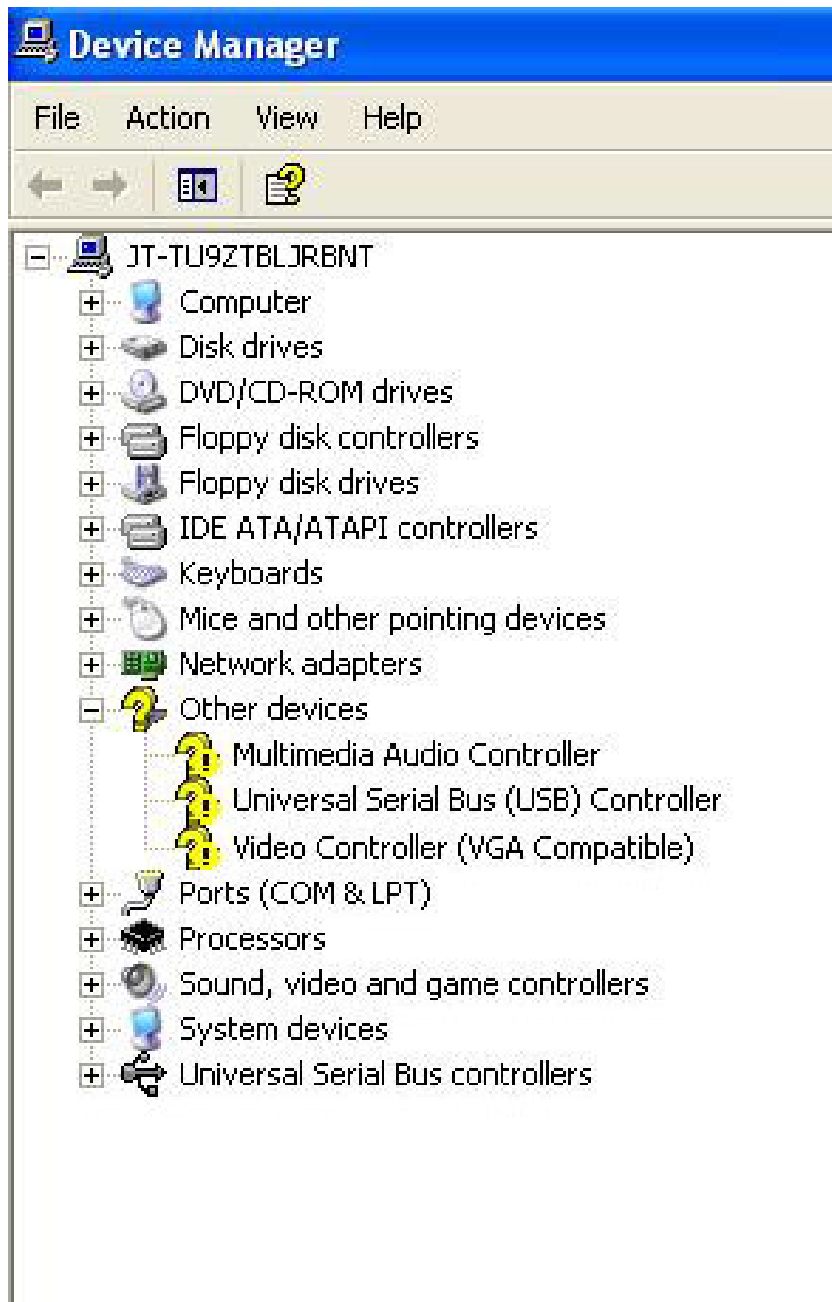 Device Manager
File Action View Help
JT-TU9ZTBLJRBNT
Computer
Disk drives
DVD/CD-ROM drives
Floppy disk controllers
Floppy disk drives
IDE ATA/ATAPI controllers
Keyboards
Mice and other pointing devices
Network adapters
Other devices
Multimedia Audio Controller
Universal Serial Bus (USB) Controller
Video Controller (VGA Compatible)
Ports (COM & LPT)
Processors
Sound, video and game controllers
System devices
Universal Serial Bus controllers